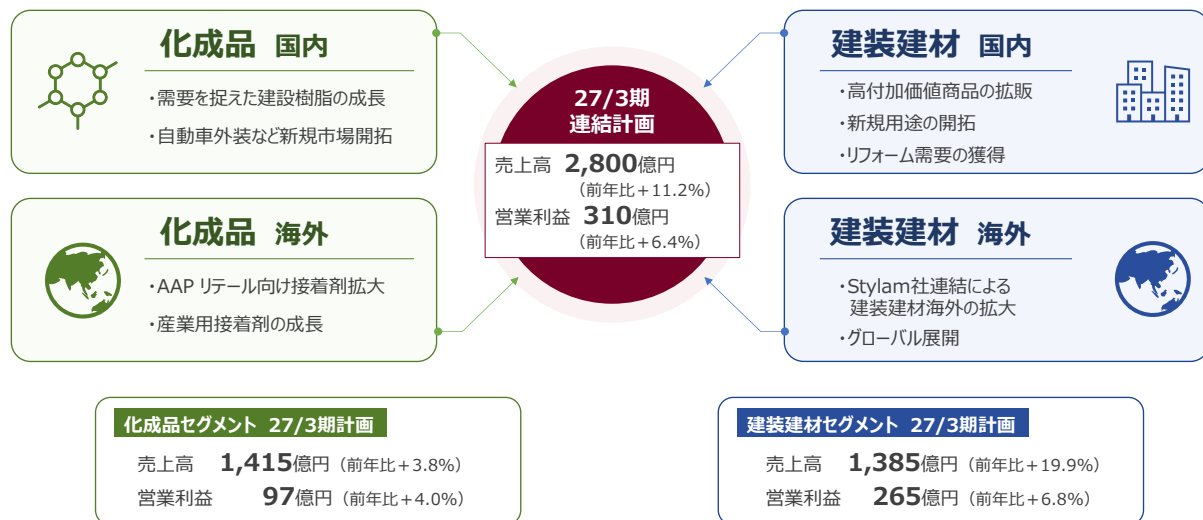 化成品 国内
・需要を捉えた建設樹脂の成長
・自動車外装など新規市場開拓
化成品 海外
・AAP リテール向け接着剤拡大
・産業用接着剤の成長
27/3期
連結計画
売上高 2,800億円
（前年比＋11.2%）
営業利益 310億円
（前年比＋6.4%）
建装建材 国内
・高付加価値商品の拡販
・新規用途の開拓
・リフォーム需要の獲得
建装建材 海外
・Stylam社連結による
建装建材海外の拡大
・グローバル展開
化成品セグメント 27/3期計画
売上高 1,415億円（前年比＋3.8%）
営業利益 97億円（前年比＋4.0%）
建装建材セグメント 27/3期計画
売上高 1,385億円（前年比＋19.9%）
営業利益 265億円（前年比＋6.8%）